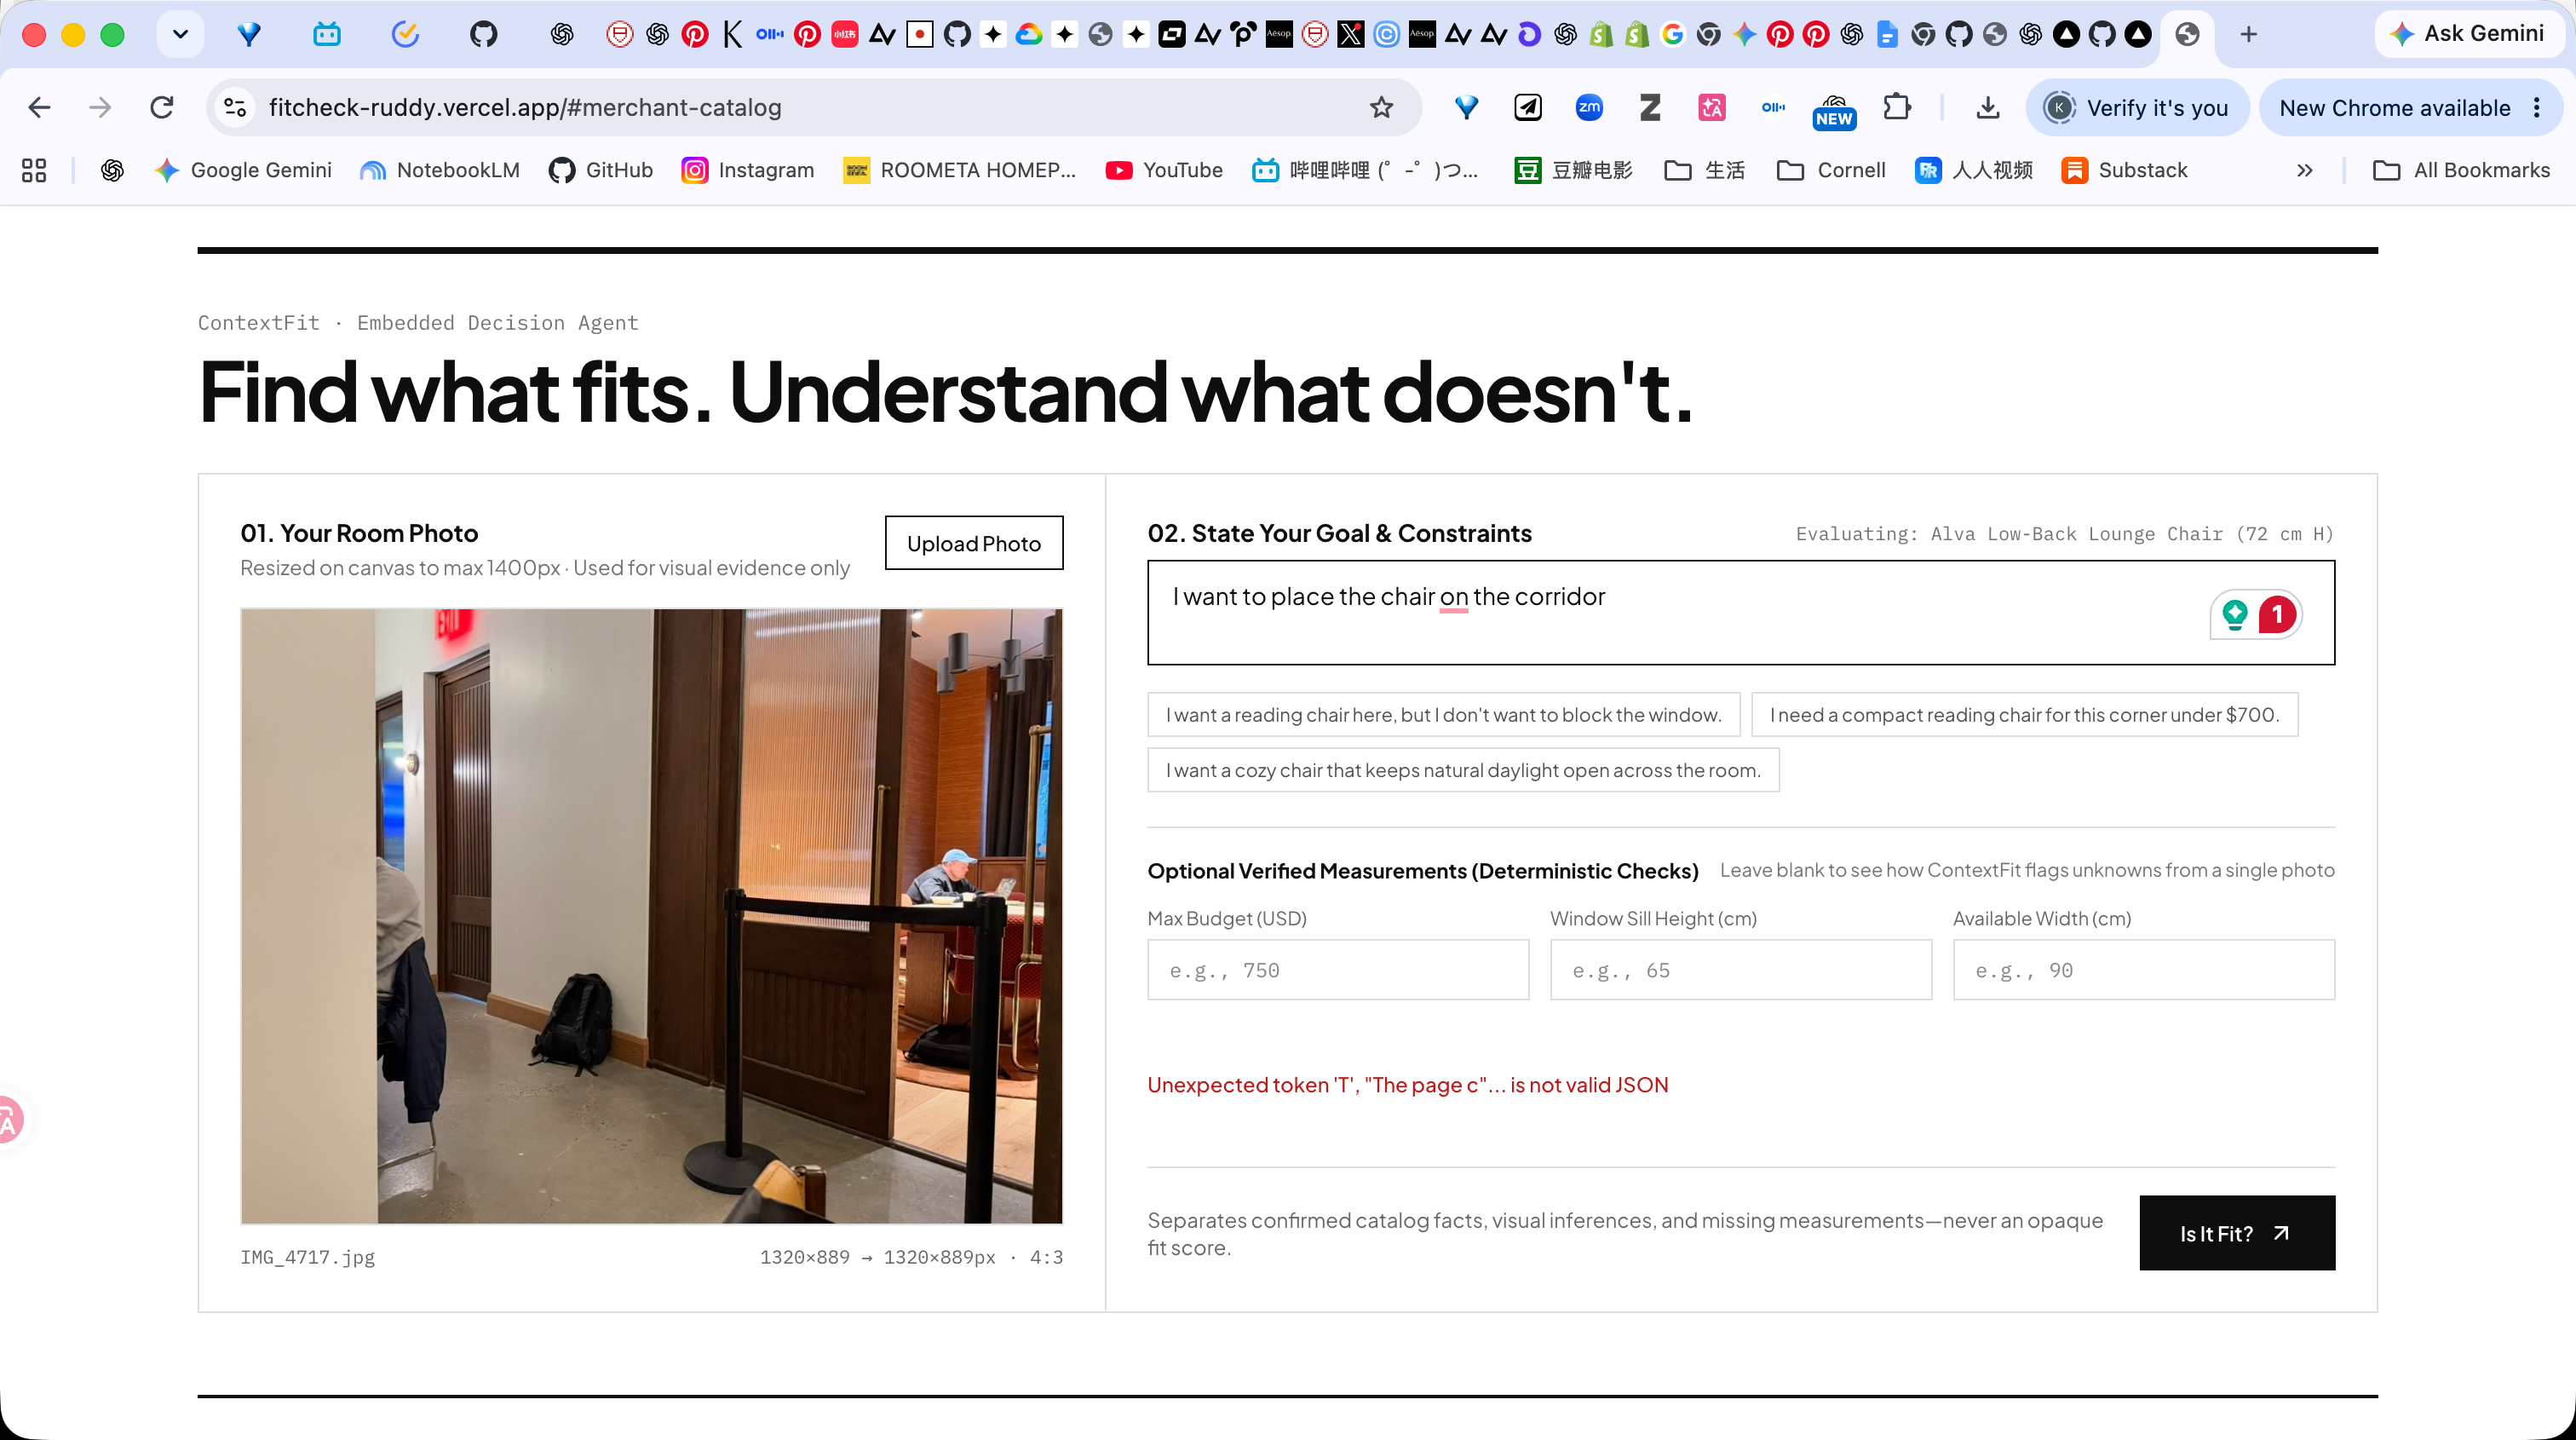 Ask Gemini
fitcheck-ruddy.vercel.app/#merchant-catalog
NEW
Verify it's you
New Chrome available
Google Gemini
NotebookLM
GitHub
Instagram
ROOMETA HOMEP...
YouTube
哔哩哔哩 (゜-゜)つ...
豆瓣电影
生活
Cornell
人人视频
Substack
All Bookmarks
ContextFit · Embedded Decision Agent
Find what fits. Understand what doesn't.
01. Your Room Photo
Resized on canvas to max 1400px · Used for visual evidence only
Upload Photo
EXIT
IMG_4717.jpg
1320×889 → 1320×889px · 4:3
02. State Your Goal & Constraints
Evaluating: Alva Low-Back Lounge Chair (72 cm H)
I want to place the chair on the corridor
1
I want a reading chair here, but I don't want to block the window.
I need a compact reading chair for this corner under $700.
I want a cozy chair that keeps natural daylight open across the room.
Optional Verified Measurements (Deterministic Checks)
Leave blank to see how ContextFit flags unknowns from a single photo
Max Budget (USD)
Window Sill Height (cm)
Available Width (cm)
e.g., 750
e.g., 65
e.g., 90
Unexpected token 'T', "The page c"... is not valid JSON
Separates confirmed catalog facts, visual inferences, and missing measurements—never an opaque
fit score.
Is It Fit?